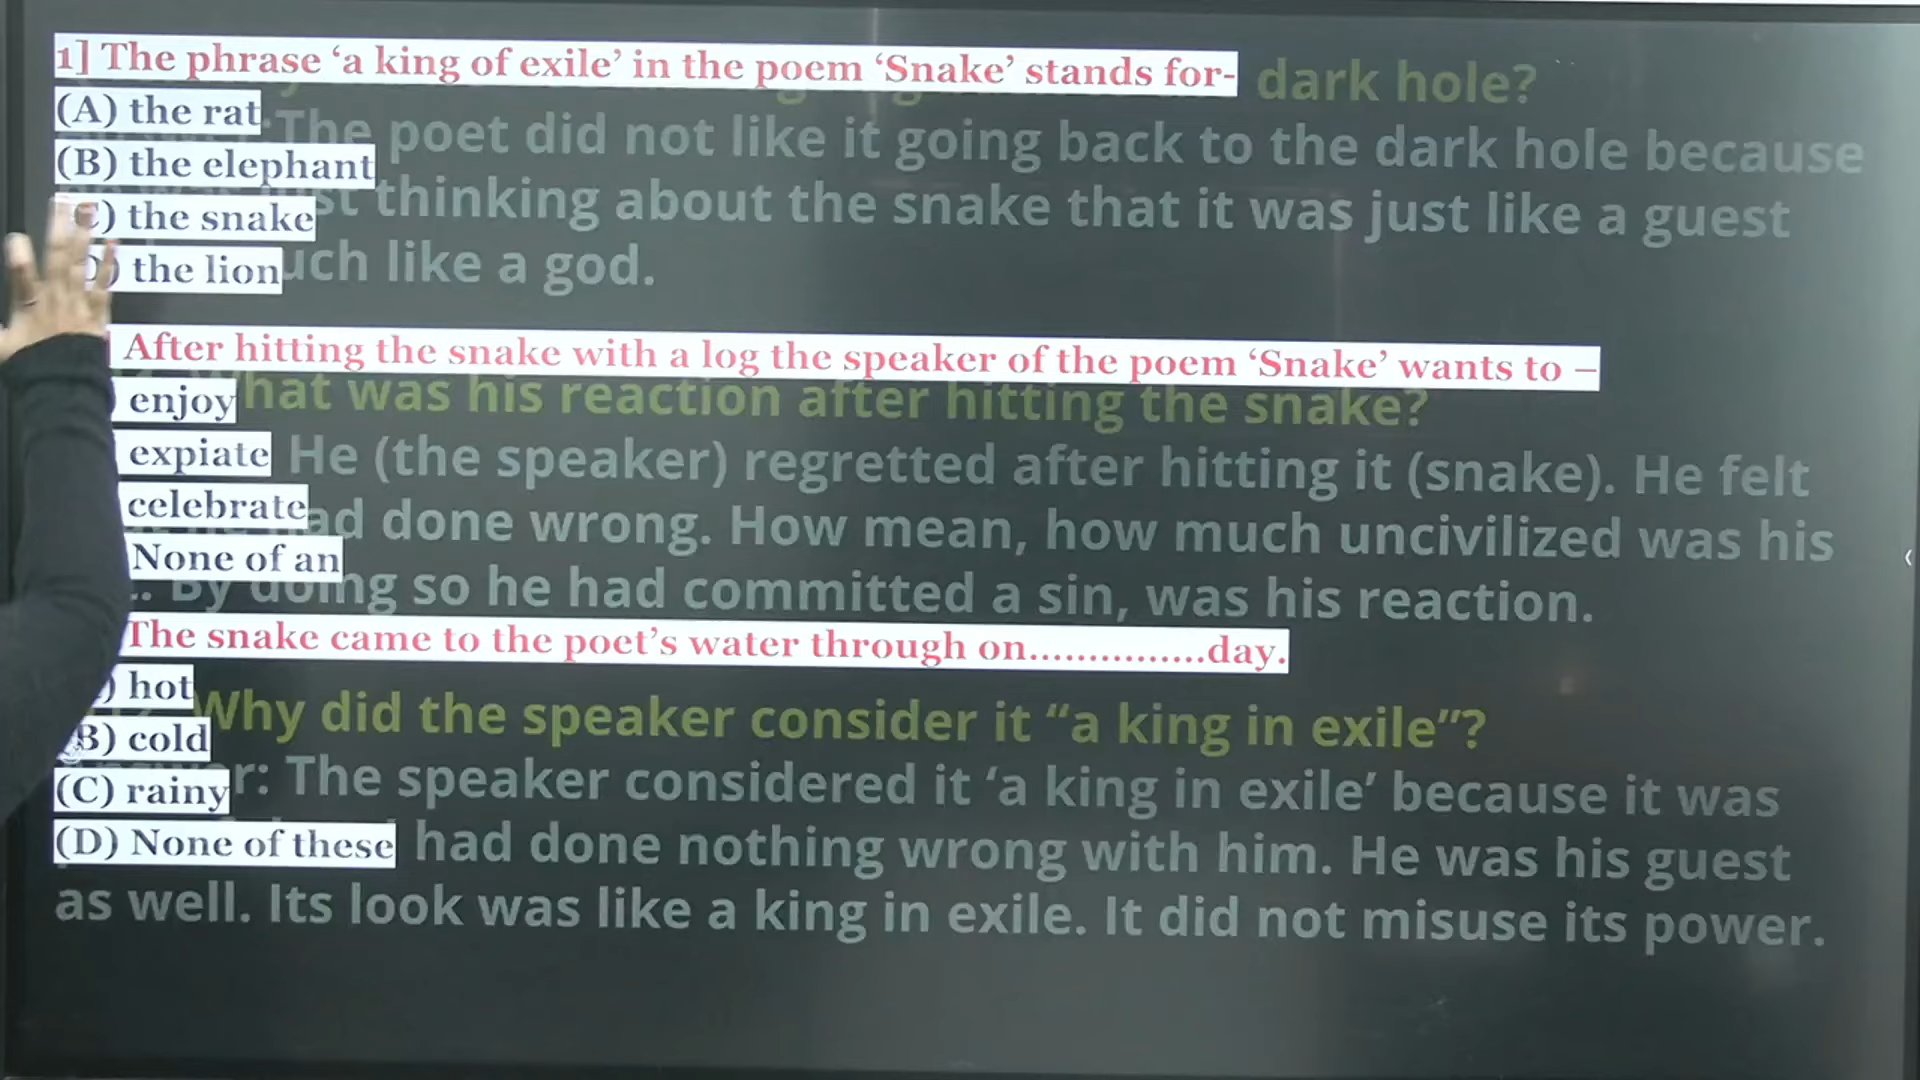 1] The phrase ‘a king of exile’ in the poem ‘Snake’ stands for- dark hole?
(A) the rat
The poet did not like it going back to the dark hole because
(B) the elephant
thinking about the snake that it was just like a guest
C) the snake
the lion
like a god.
After hitting the snake with a log the speaker of the poem ‘Snake’ wants to –
enjoy
what was his reaction after hitting the snake?
expiate
He (the speaker) regretted after hitting it (snake). He felt
celebrate
done wrong. How mean, how much uncivilized was his
None of an
By doing so he had committed a sin, was his reaction.
The snake came to the poet’s water through on...............day.
) hot
Why did the speaker consider it “a king in exile”?
B) cold
r: The speaker considered it ‘a king in exile’ because it was
(C) rainy
(D) None of these
had done nothing wrong with him. He was his guest
as well. Its look was like a king in exile. It did not misuse its power.